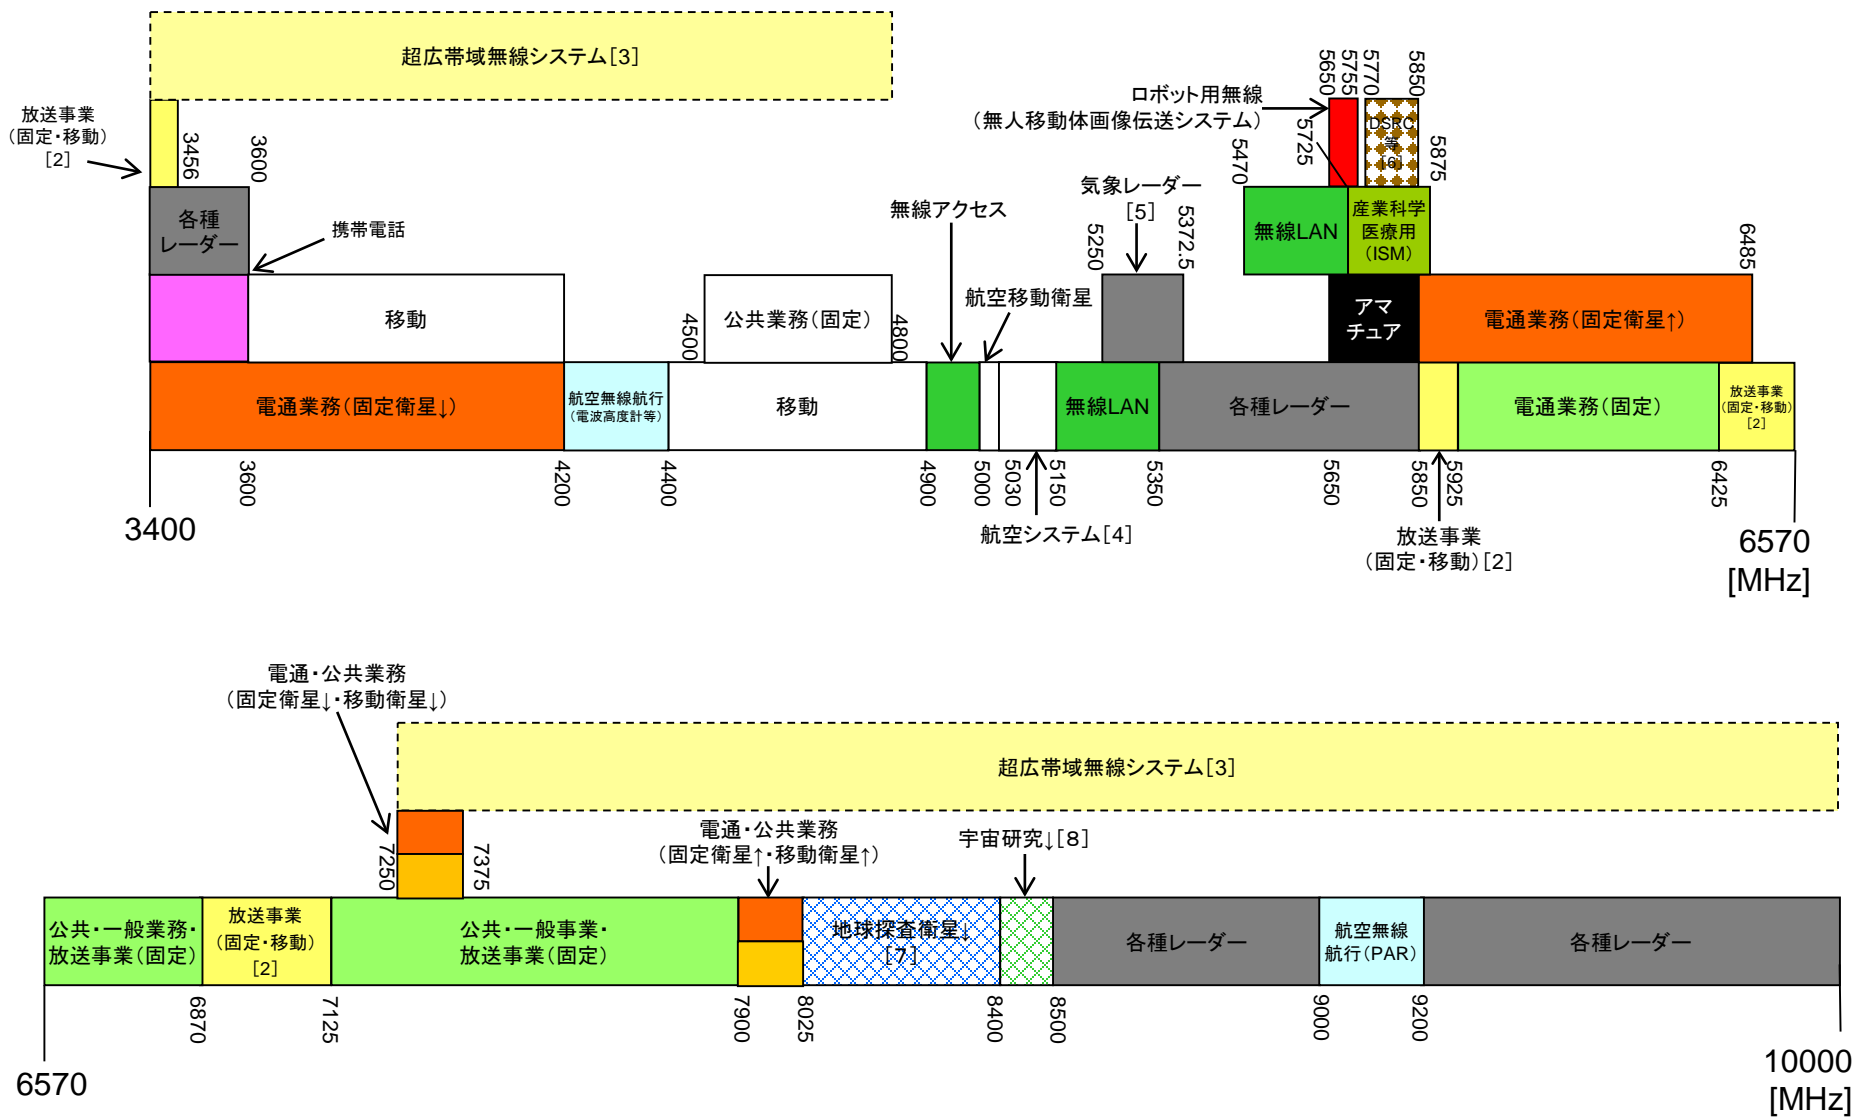 超広帯域無線システム[3]
放送事業
(固定・移動)
[2]
3456
3600
各種
レーダー
携帯電話
移動
電通業務(固定衛星↓)
航空無線航行
(電波高度計等)
4500
公共業務(固定)
4800
移動
無線アクセス
航空移動衛星
気象レーダー
[5]
5250
5372.5
無線LAN
各種レーダー
ロボット用無線
(無人移動体画像伝送システム)
5650
5755
5770
5850
5725
5470
5875
DSRC
等
[6]
無線LAN
産業科学
医療用
(ISM)
アマ
チュア
電通業務(固定衛星↑)
6485
電通業務(固定)
放送事業
(固定・移動)
[2]
3600
4200
4400
4900
5000
5030
5150
5350
5650
5850
5925
6425
航空システム[4]
放送事業
(固定・移動)[2]
3400
6570
[MHz]
電通・公共業務
(固定衛星↓・移動衛星↓)
超広帯域無線システム[3]
7250
7375
電通・公共業務
(固定衛星↑・移動衛星↑)
宇宙研究↓[8]
公共・一般業務・
放送事業(固定)
放送事業
(固定・移動)
[2]
公共・一般事業・
放送事業(固定)
地球探査衛星↓
[7]
各種レーダー
航空無線
航行(PAR)
各種レーダー
6870
7125
7900
8025
8400
8500
9000
9200
6570
10000
[MHz]